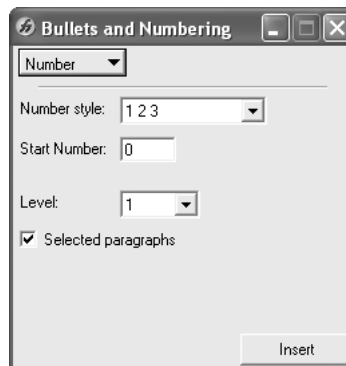 Bullets and Numbering
Number
Number style: 1 2 3
Start Number: 0
Level: 1
Selected paragraphs
Insert